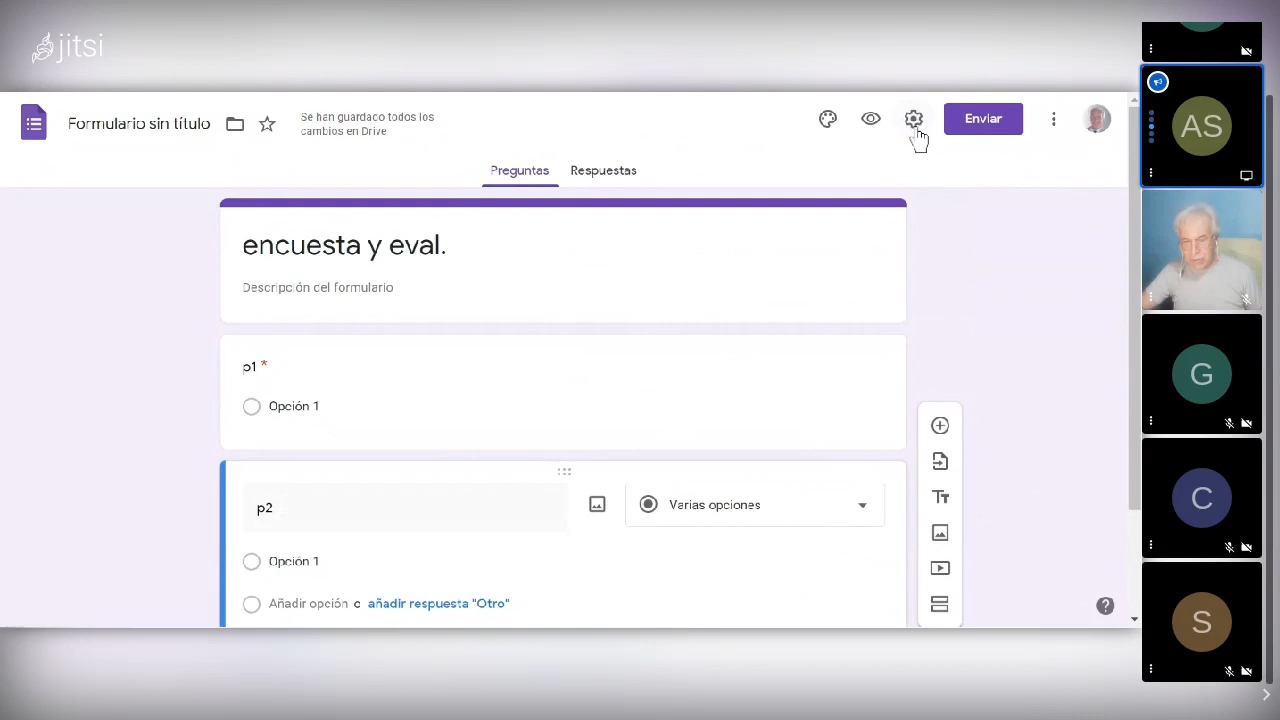 jitsi
Formulario sin título
Se han guardaco todos los
cambios en Drive
Enviar
Preguntas
Respuestas
encuesta y eval.
Descripción del formulario
p1 *
Opción 1
p2
Varias opciones
Opción 1
Añadir opción o añadir respuesta "Otro"
AS
G
C
S